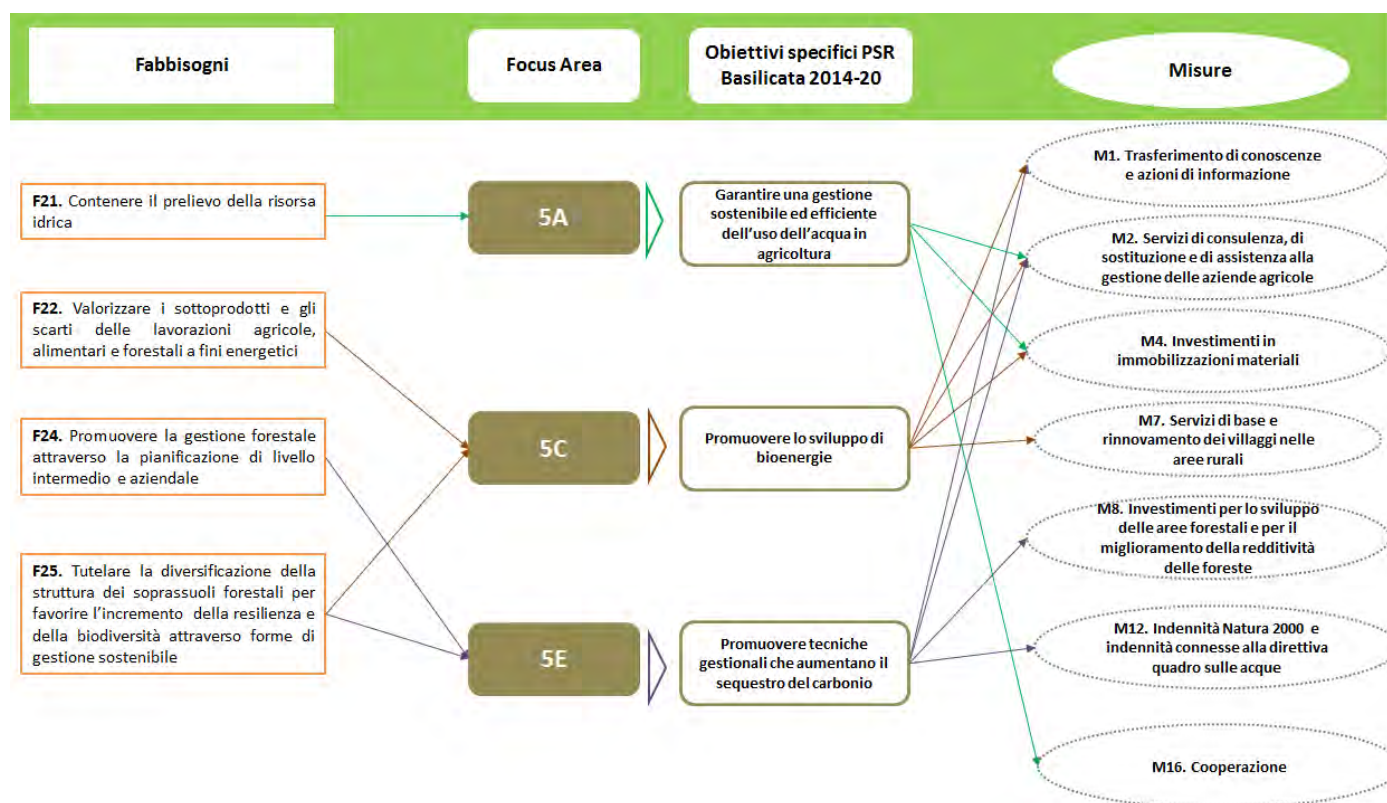 Fabbisogni
Focus Area
Obiettivi specifici PSR
Basilicata 2014-20
Misure
F21. Contenere il prelievo della risorsa
idrica
F22. Valorizzare i sottoprodotti e gli
scarti delle lavorazioni agricole,
alimentari e forestali a fini energetici
F24. Promuovere la gestione forestale
attraverso la pianificazione di livello
intermedio e aziendale
F25. Tutelare la diversificazione della
struttura dei soprassuoli forestali per
favorire l'incremento della resilienza e
della biodiversità attraverso forme di
gestione sostenibile
5A
5C
5E
Garantire una gestione
sostenibile ed efficiente
dell'uso dell'acqua in
agricoltura
Promuovere lo sviluppo di
bioenergie
Promuovere tecniche
gestionali che aumentano il
sequestro del carbonio
M1. Trasferimento di conoscenze
e azioni di informazione
M2. Servizi di consulenza, di
sostituzione e di assistenza alla
gestione delle aziende agricole
M4. Investimenti in
immobilizzazioni materiali
M7. Servizi di base e
rinnovamento dei villaggi nelle
aree rurali
M8. Investimenti per lo sviluppo
delle aree forestali e per il
miglioramento della redditività
delle foreste
M12. Indennità Natura 2000 e
indennità connesse alla direttiva
quadro sulle acque
M16. Cooperazione